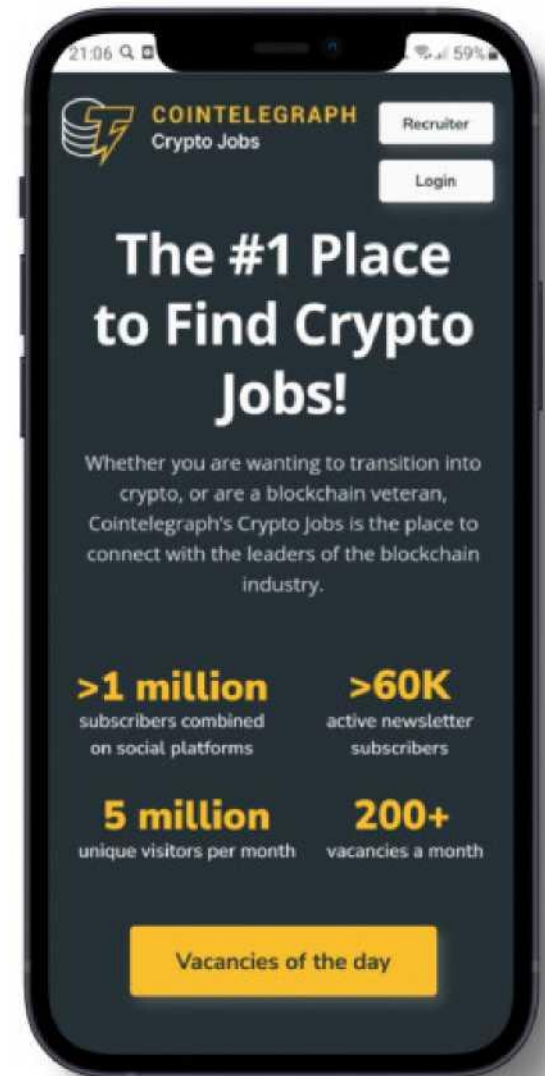 21:06
59%
COINTELEGRAPH
Crypto Jobs
Recruiter
Login
The #1 Place
to Find Crypto
Jobs!
Whether you are wanting to transition into
crypto, or are a blockchain veteran,
Cointelegraph's Crypto Jobs is the place to
connect with the leaders of the blockchain
industry.
>1 million
subscribers combined
on social platforms
>60K
active newsletter
subscribers
5 million
unique visitors per month
200+
vacancies a month
Vacancies of the day